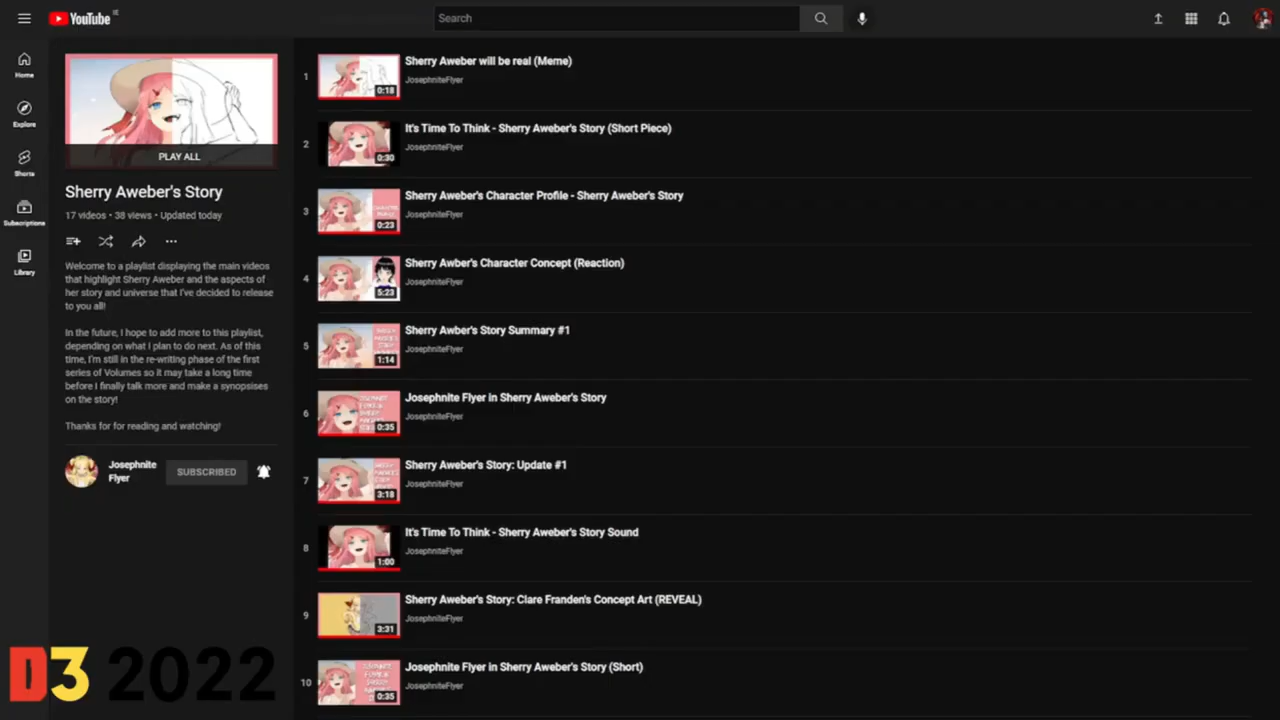 YouTube
Search
Home
Explore
Shorts
Subscriptions
Library
PLAY ALL
Sherry Aweber's Story
17 videos • 38 views • Updated today
Welcome to a playlist displaying the main videos
that highlight Sherry Aweber and the aspects of
her story and universe that I've decided to release
to you all!
In the future, I hope to add more to this playlist,
depending on what I plan to do next. As of this
time, I'm still in the re-writing phase of the first
series of Volumes so it may take a long time
before I finally talk more and make a synopsises
on the story!
Thanks for for reading and watching!
Josephnite
Flyer
SUBSCRIBED
1
0:18
Sherry Aweber will be real (Meme)
JosephniteFlyer
2
0:30
It's Time To Think - Sherry Aweber's Story (Short Piece)
JosephniteFlyer
3
0:23
Sherry Aweber's Character Profile - Sherry Aweber's Story
JosephniteFlyer
4
5:23
Sherry Awber's Character Concept (Reaction)
JosephniteFlyer
5
1:14
Sherry Awber's Story Summary #1
JosephniteFlyer
6
0:35
Josephnite Flyer in Sherry Aweber's Story
JosephniteFlyer
7
3:18
Sherry Aweber's Story: Update #1
JosephniteFlyer
8
1:00
It's Time To Think - Sherry Aweber's Story Sound
JosephniteFlyer
9
3:31
Sherry Aweber's Story: Clare Franden's Concept Art (REVEAL)
JosephniteFlyer
10
0:35
Josephnite Flyer in Sherry Aweber's Story (Short)
JosephniteFlyer
D3 2022